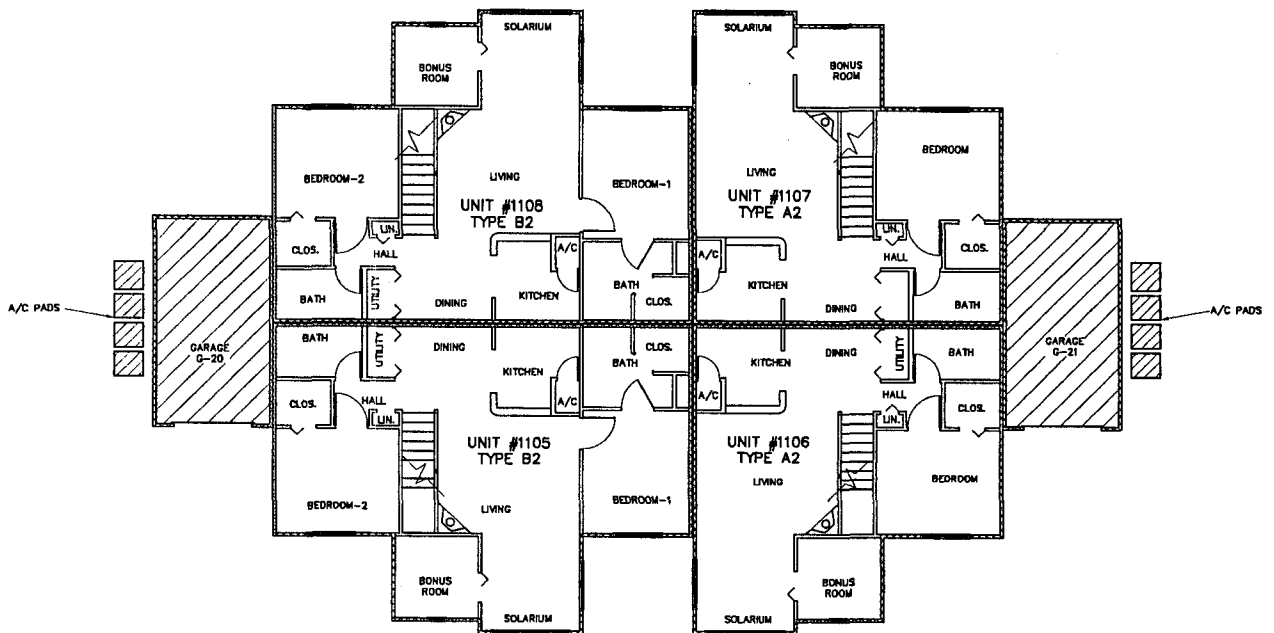 SOLARIUM
SOLARIUM
BONUS
ROOM
BONUS
ROOM
BEDROOM-2
LIVING
BEDROOM-1
LIVING
BEDROOM
UNIT #1108
TYPE B2
UNIT #1107
TYPE A2
LIN.
LIN.
CLOS.
HALL
A/C
A/C
HALL
CLOS.
BATH
UTILITY
DINING
KITCHEN
BATH
CLOS.
KITCHEN
DINING
BATH
A/C PADS
A/C PADS
GARAGE
G-20
GARAGE
G-21
BATH
UTILITY
DINING
KITCHEN
BATH
CLOS.
KITCHEN
DINING
UTILITY
BATH
CLOS.
HALL
A/C
A/C
HALL
CLOS.
LIN.
LIN.
UNIT #1105
TYPE B2
UNIT #1106
TYPE A2
BEDROOM-2
LIVING
BEDROOM-1
LIVING
BEDROOM
BONUS
ROOM
BONUS
ROOM
SOLARIUM
SOLARIUM